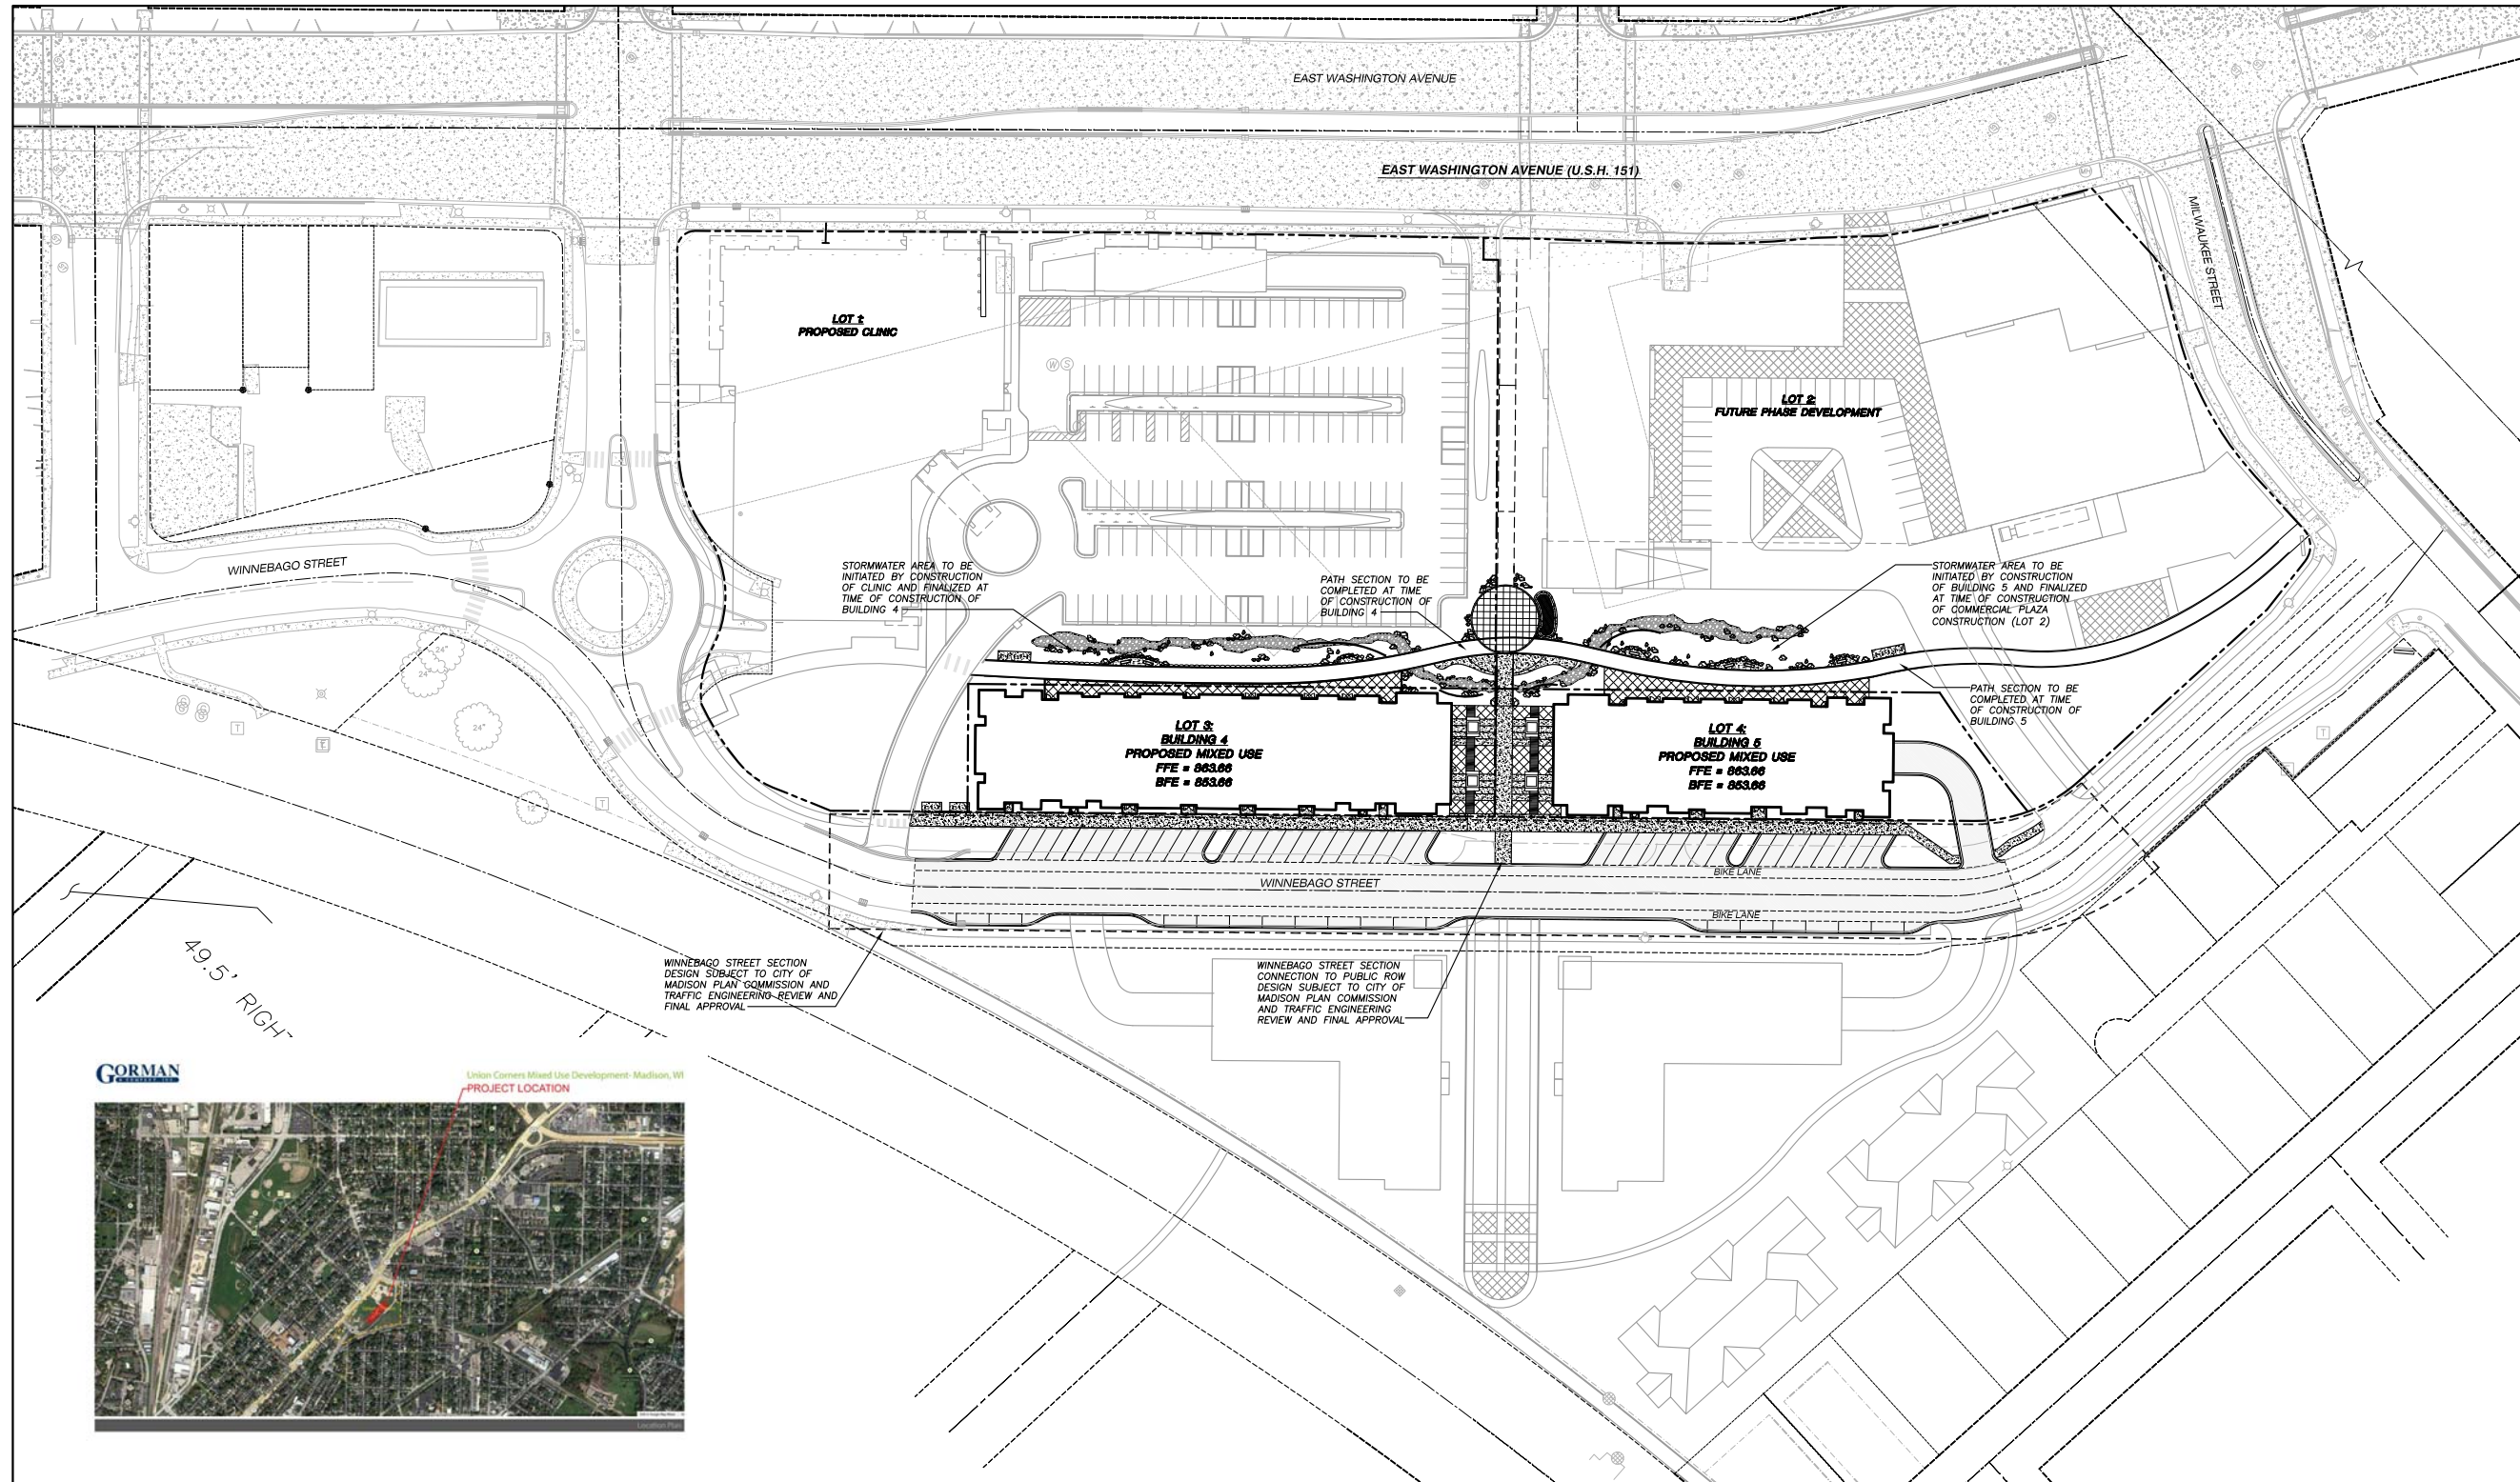 EAST WASHINGTON AVENUE
EAST WASHINGTON AVENUE (U.S.H. 151)
MILWAUKEE STREET
LOT 1:
PROPOSED CLINIC
W S
LOT 2:
FUTURE PHASE DEVELOPMENT
WINNEBAGO STREET
STORMWATER AREA TO BE
INITIATED BY CONSTRUCTION
OF CLINIC AND FINALIZED AT
TIME OF CONSTRUCTION OF
BUILDING 4
PATH SECTION TO BE
COMPLETED AT TIME
OF CONSTRUCTION OF
BUILDING 4
STORMWATER AREA TO BE
INITIATED BY CONSTRUCTION
OF BUILDING 5 AND FINALIZED
AT TIME OF CONSTRUCTION
OF COMMERCIAL PLAZA
CONSTRUCTION (LOT 2)
PATH SECTION TO BE
COMPLETED AT TIME
OF CONSTRUCTION OF
BUILDING 5
24"
24"
24"
T
T
T
LOT 3:
BUILDING 4
PROPOSED MIXED USE
FFE = 863.66
BFE = 853.66
LOT 4:
BUILDING 5
PROPOSED MIXED USE
FFE = 863.66
BFE = 853.66
WINNEBAGO STREET
BIKE LANE
BIKE LANE
WINNEBAGO STREET SECTION
DESIGN SUBJECT TO CITY OF
MADISON PLAN COMMISSION AND
TRAFFIC ENGINEERING REVIEW AND
FINAL APPROVAL
WINNEBAGO STREET SECTION
CONNECTION TO PUBLIC ROW
DESIGN SUBJECT TO CITY OF
MADISON PLAN COMMISSION
AND TRAFFIC ENGINEERING
REVIEW AND FINAL APPROVAL
49.5' RIGHT
GORMAN
& COMPANY, INC.
Union Corners Mixed Use Development- Madison, WI
PROJECT LOCATION
Location Plan